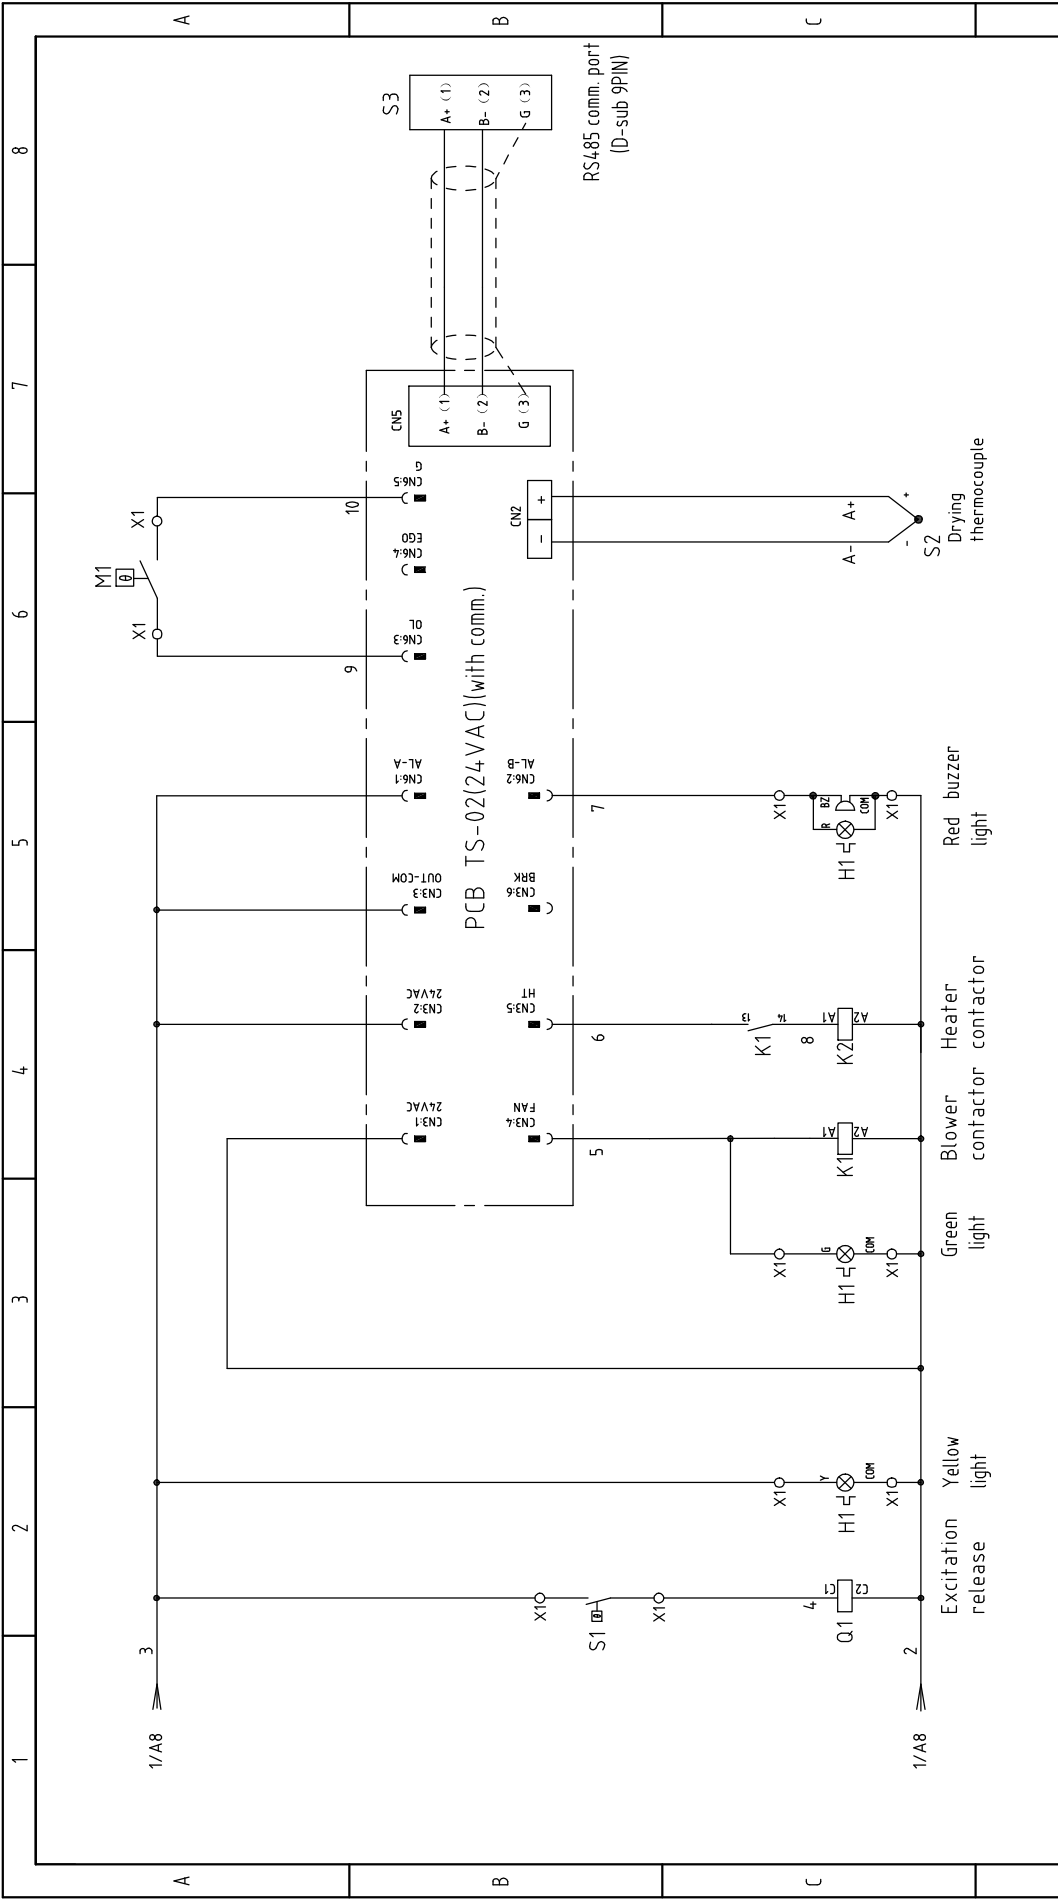 1
2
3
4
5
6
7
8
A
B
C
A
B
C
1/A8
3
1/A8
2
X1
S1
θ
X1
4
C1
C2
Q1
Excitation
release
X1
Y
COM
H1
X1
Yellow
light
X1
G
COM
H1
X1
Green
light
CN3:1
24VAC
CN3:4
FAN
5
A1
A2
K1
Blower
contactor
CN3:2
24VAC
CN3:5
HT
6
13
14
K1
8
A1
A2
K2
Heater
contactor
CN3:3
OUT-COM
CN3:6
BRK
CN6:1
AL-A
CN6:2
AL-B
7
X1
BZ
R
COM
H1
X1
Red buzzer
light
PCB TS-02(24VAC)(with comm.)
M1
θ
X1
X1
9
10
CN6:3
OL
CN6:4
EGO
CN6:5
G
CN2
- +
A- A+
- +
S2
Drying
thermocouple
CN5
A+ (1)
B- (2)
G (3)
S3
A+ (1)
B- (2)
G (3)
RS485 comm. port
(D-sub 9PIN)